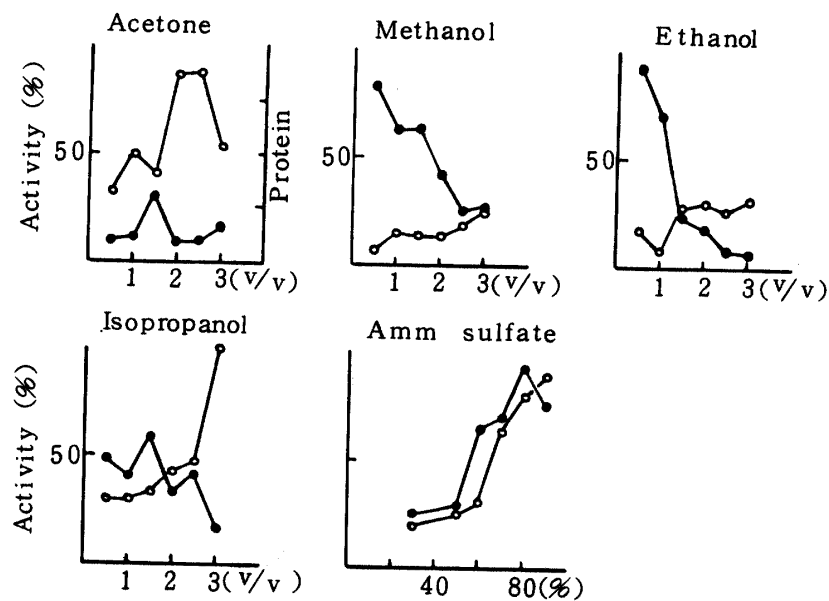 Acetone
Activity (%)
50
Protein
1 2 3(v/v)
Methanol
50
1 2 3(v/v)
Ethanol
50
1 2 3(v/v)
Isopropanol
Activity (%)
50
1 2 3(v/v)
Amm sulfate
40 80(%)